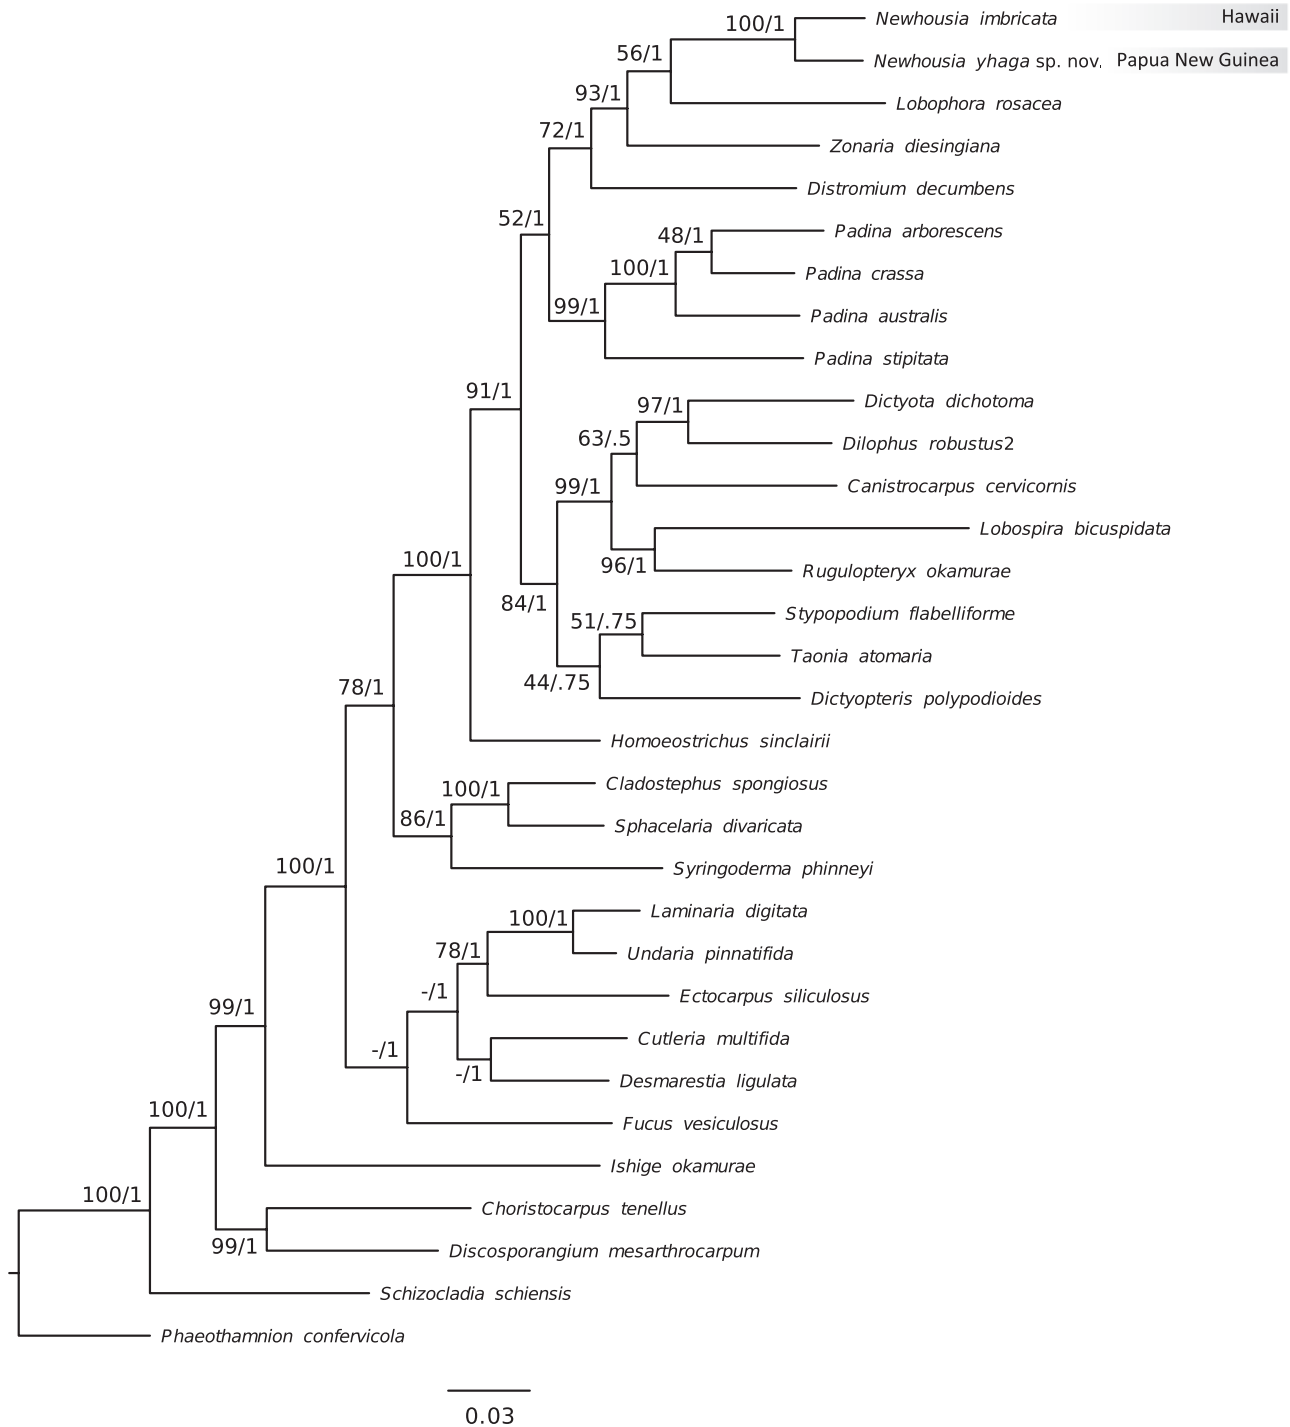 100/1
Newhousia imbricata
Hawaii
56/1
Newhousia yhaga sp. nov.
Papua New Guinea
93/1
Lobophora rosacea
72/1
Zonaria diesingiana
Distromium decumbens
52/1
48/1
Padina arborescens
100/1
Padina crassa
99/1
Padina australis
Padina stipitata
91/1
97/1
Dictyota dichotoma
63/.5
Dilophus robustus2
99/1
Canistrocarpus cervicornis
Lobospira bicuspidata
100/1
96/1
Rugulopteryx okamurae
84/1
51/.75
Stypopodium flabelliforme
Taonia atomaria
44/.75
78/1
Dictyopteris polypodioides
Homoeostrichus sinclairii
100/1
Cladostephus spongiosus
86/1
Sphacelaria divaricata
100/1
Syringoderma phinneyi
100/1
Laminaria digitata
78/1
Undaria pinnatifida
-/1
Ectocarpus siliculosus
99/1
-/1
Cutleria multifida
-/1
Desmarestia ligulata
100/1
Fucus vesiculosus
Ishige okamurae
100/1
Choristocarpus tenellus
99/1
Discosporangium mesarthrocarpum
Schizocladia schiensis
Phaeothamnion confervicola
0.03